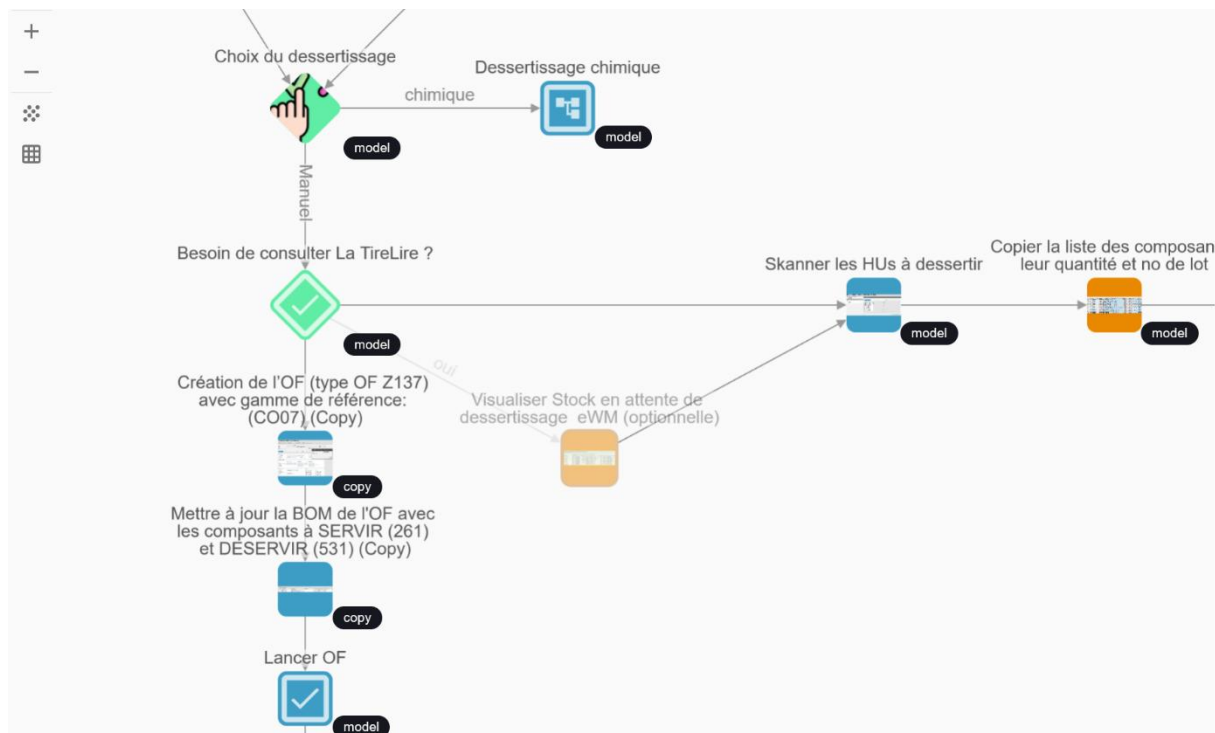 Choix du dessertissage
Dessertissage chimique
chimique
model
model
Manuel
Besoin de consulter La TireLire ?
Skanner les HUs à dessertir
Copier la liste des composan
leur quantité et no de lot
model
model
model
oui
Création de l'OF (type OF Z137)
avec gamme de référence:
(CO07) (Copy)
Visualiser Stock en attente de
dessertissage eWM (optionnelle)
copy
Mettre à jour la BOM de l'OF avec
les composants à SERVIR (261)
et DESERVIR (531) (Copy)
copy
Lancer OF
model